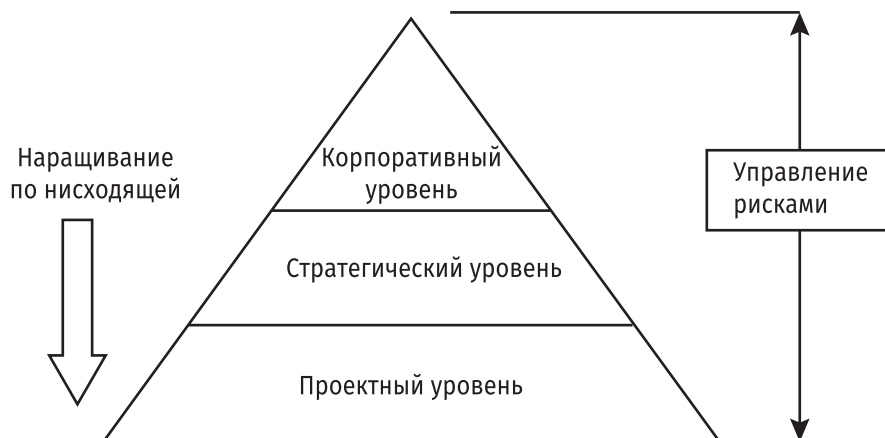 Наращивание
по нисходящей
Корпоративный
уровень
Стратегический уровень
Проектный уровень
Управление
рисками